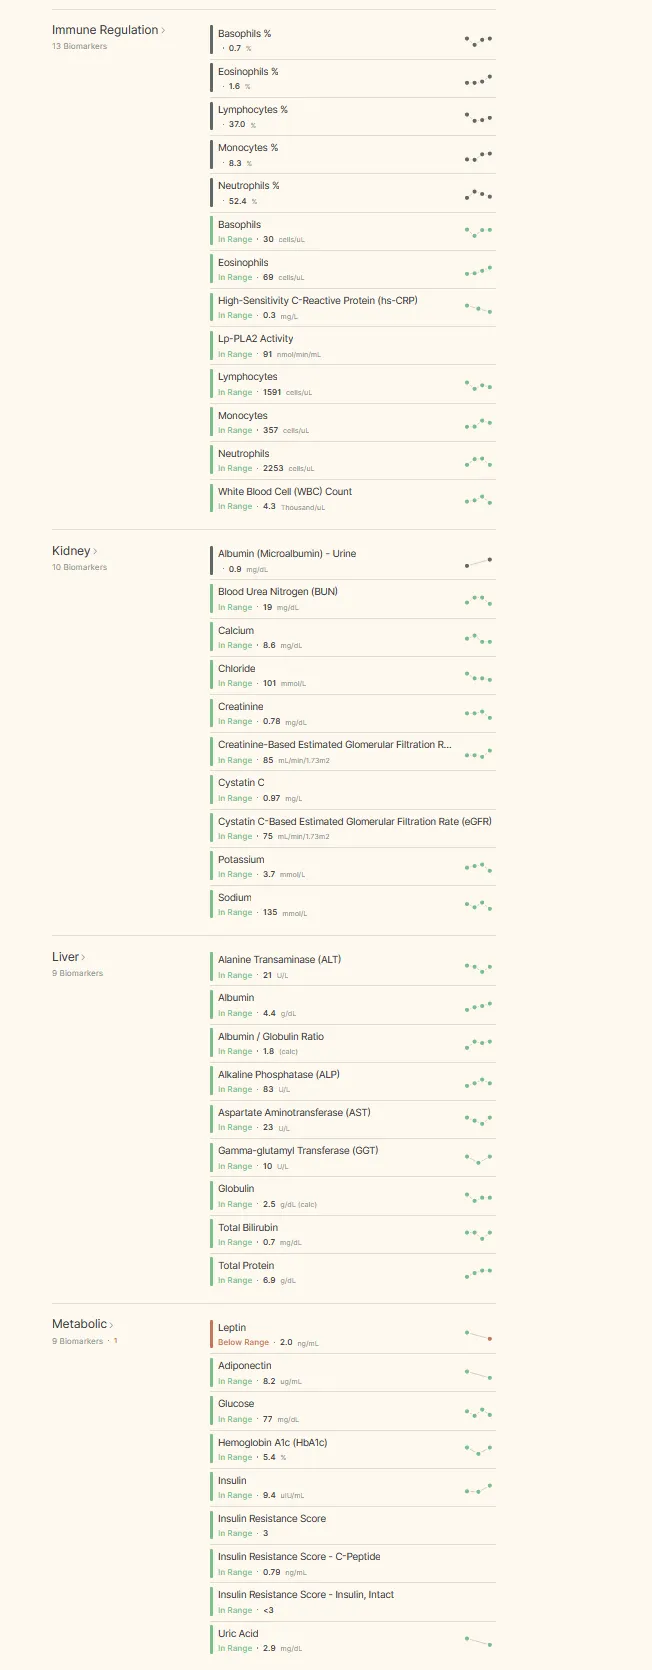 Immune Regulation ›
13 Biomarkers
Basophils %
· 0.7 %
Eosinophils %
· 1.6 %
Lymphocytes %
· 37.0 %
Monocytes %
· 8.3 %
Neutrophils %
· 52.4 %
Basophils
In Range · 30 cells/uL
Eosinophils
In Range · 69 cells/uL
High-Sensitivity C-Reactive Protein (hs-CRP)
In Range · 0.3 mg/L
Lp-PLA2 Activity
In Range · 91 nmol/min/mL
Lymphocytes
In Range · 1591 cells/uL
Monocytes
In Range · 357 cells/uL
Neutrophils
In Range · 2253 cells/uL
White Blood Cell (WBC) Count
In Range · 4.3 Thousand/uL
Kidney ›
10 Biomarkers
Albumin (Microalbumin) - Urine
· 0.9 mg/dL
Blood Urea Nitrogen (BUN)
In Range · 19 mg/dL
Calcium
In Range · 8.6 mg/dL
Chloride
In Range · 101 mmol/L
Creatinine
In Range · 0.78 mg/dL
Creatinine-Based Estimated Glomerular Filtration R...
In Range · 85 mL/min/1.73m2
Cystatin C
In Range · 0.97 mg/L
Cystatin C-Based Estimated Glomerular Filtration Rate (eGFR)
In Range · 75 mL/min/1.73m2
Potassium
In Range · 3.7 mmol/L
Sodium
In Range · 135 mmol/L
Liver ›
9 Biomarkers
Alanine Transaminase (ALT)
In Range · 21 U/L
Albumin
In Range · 4.4 g/dL
Albumin / Globulin Ratio
In Range · 1.8 (calc)
Alkaline Phosphatase (ALP)
In Range · 83 U/L
Aspartate Aminotransferase (AST)
In Range · 23 U/L
Gamma-glutamyl Transferase (GGT)
In Range · 10 U/L
Globulin
In Range · 2.5 g/dL (calc)
Total Bilirubin
In Range · 0.7 mg/dL
Total Protein
In Range · 6.9 g/dL
Metabolic ›
9 Biomarkers · 1
Leptin
Below Range · 2.0 ng/mL
Adiponectin
In Range · 8.2 ug/mL
Glucose
In Range · 77 mg/dL
Hemoglobin A1c (HbA1c)
In Range · 5.4 %
Insulin
In Range · 9.4 uIU/mL
Insulin Resistance Score
In Range · 3
Insulin Resistance Score - C-Peptide
In Range · 0.79 ng/mL
Insulin Resistance Score - Insulin, Intact
In Range · <3
Uric Acid
In Range · 2.9 mg/dL